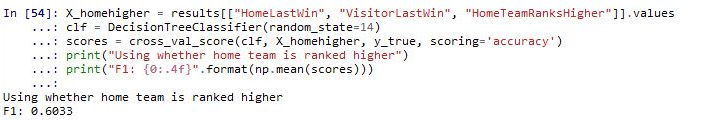 In [54]: X_homehigher = results[["HomeLastWin", "VisitorLastWin", "HomeTeamRanksHigher"]].values
...: clf = DecisionTreeClassifier(random_state=14)
...: scores = cross_val_score(clf, X_homehigher, y_true, scoring='accuracy')
...: print("Using whether home team is ranked higher")
...: print("F1: {0:.4f}".format(np.mean(scores)))
...:
Using whether home team is ranked higher
F1: 0.6033